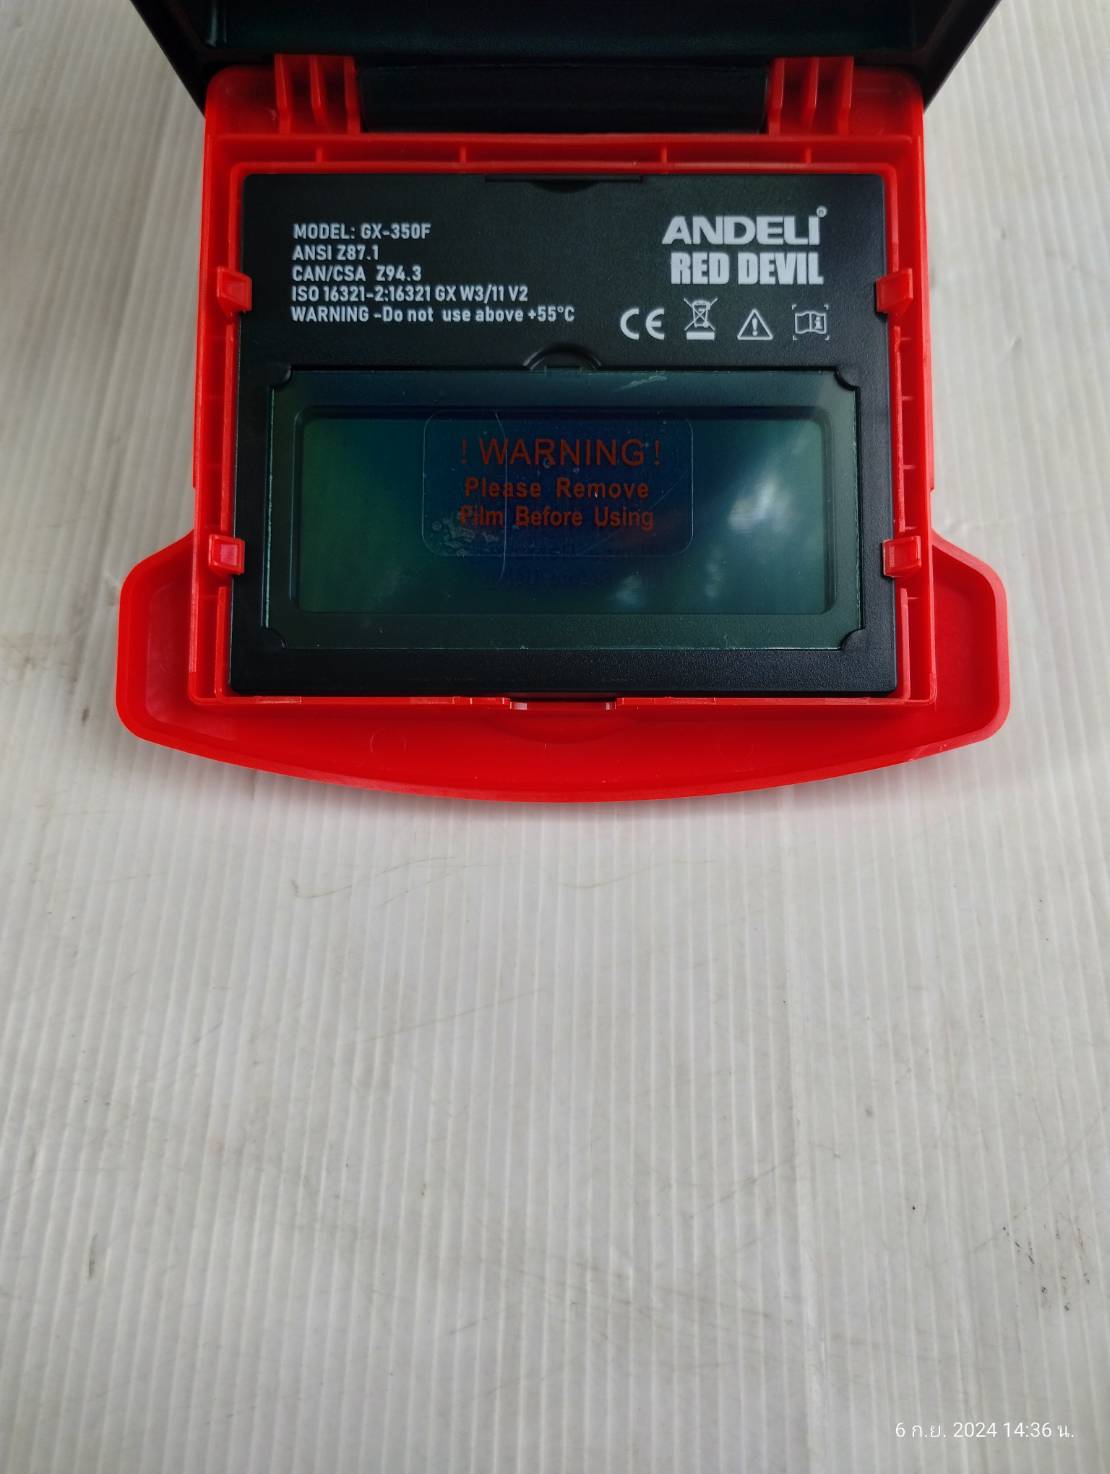 MODEL: GX-350F
ANSI Z87.1
CAN/CSA Z94.3
ISO 16321-2:16321 GX W3/11 V2
WARNING -Do not use above +55°C
ANDELI®
RED DEVIL
CE
! WARNING !
Please Remove
Film Before Using
6 ก.ย. 2024 14:36 น.